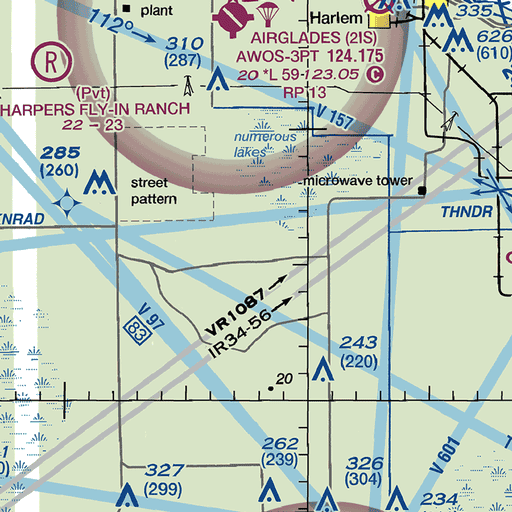 plant
112°→
310
(287)
Harlem
335
626
(610)
AIRGLADES (2IS)
AWOS-3PT 124.175
20 *L 59 123.05 C
RP 13
R
(Pvt)
HARPERS FLY-IN RANCH
22 - 23
V 157
numerous
lakes
285
(260)
street
pattern
microwave tower
THNDR
KNRAD
VR1087
IR34-56
V 97
83
243
(220)
20
262
(239)
327
(299)
326
(304)
V 601
234